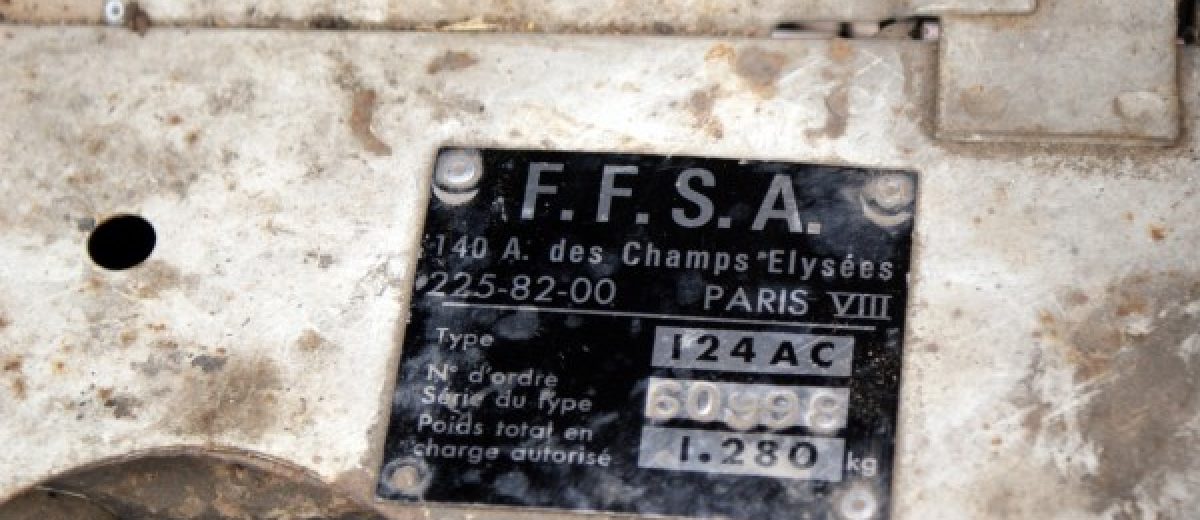 F.F.S.A.
140 A. des Champs Elysées
225-82-00 PARIS VIII
Type 124AC
N° d'ordre
Série du type 60998
Poids total en
charge autorisé 1.280 kg